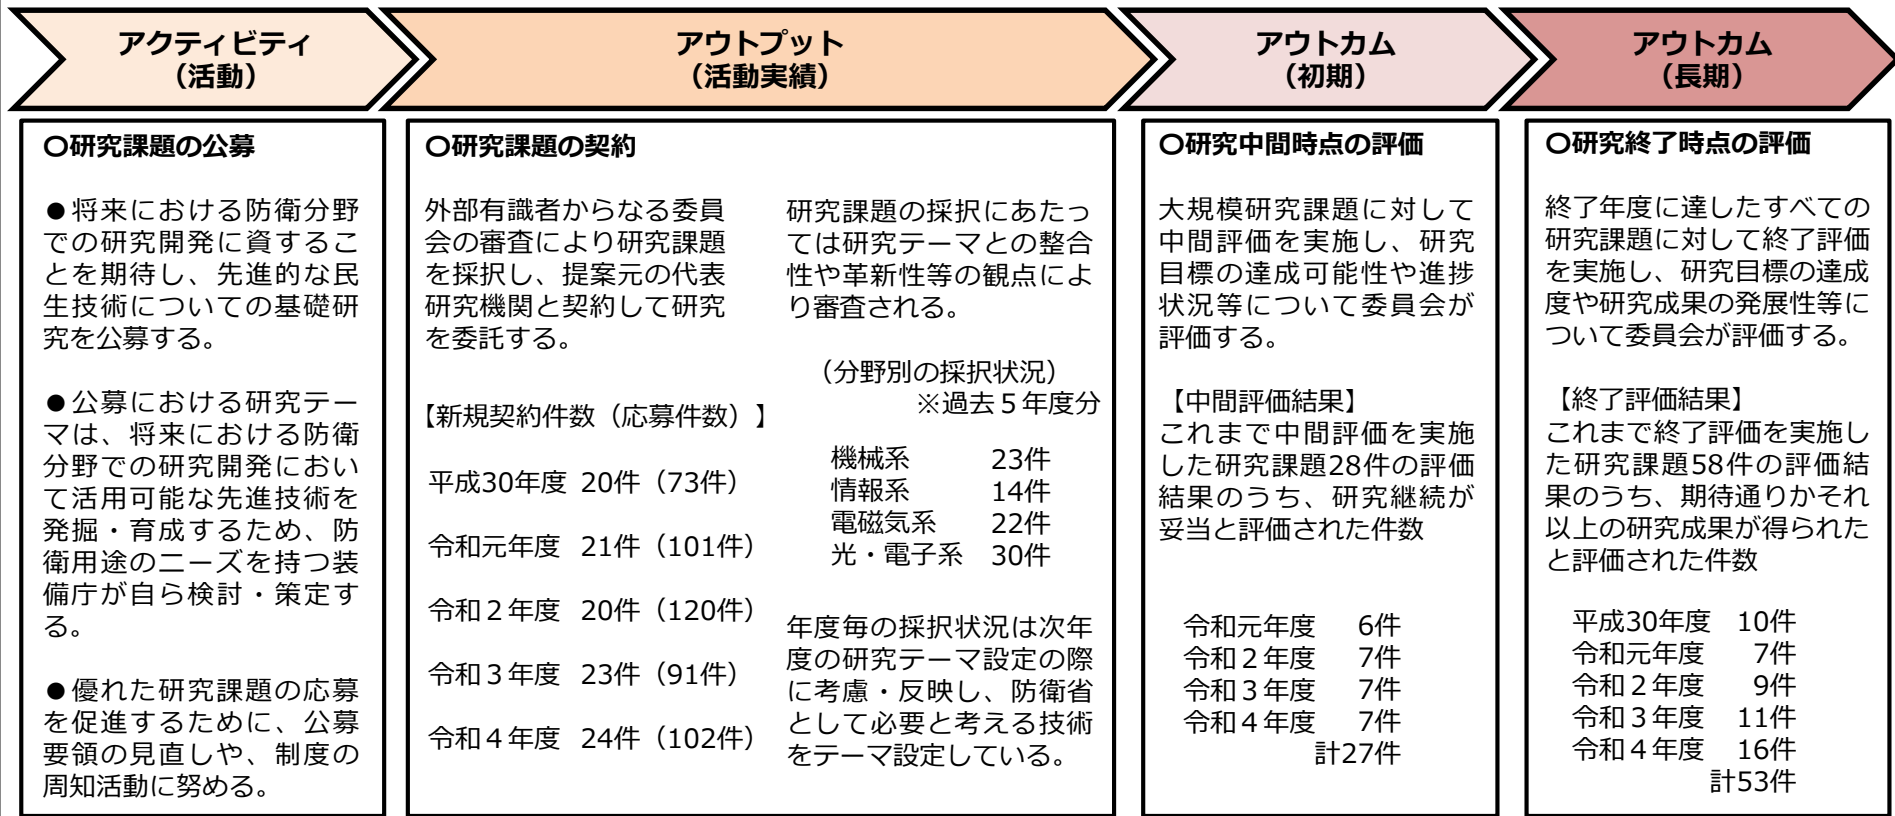 アクティビティ
（活動）
アウトプット
（活動実績）
アウトカム
（初期）
アウトカム
（長期）
〇研究課題の公募
●将来における防衛分野
での研究開発に資するこ
とを期待し、先進的な民
生技術についての基礎研
究を公募する。
●公募における研究テー
マは、将来における防衛
分野での研究開発におい
て活用可能な先進技術を
発掘・育成するため、防
衛用途のニーズを持つ装
備庁が自ら検討・策定す
る。
●優れた研究課題の応募
を促進するために、公募
要領の見直しや、制度の
周知活動に努める。
〇研究課題の契約
外部有識者からなる委員
会の審査により研究課題
を採択し、提案元の代表
研究機関と契約して研究
を委託する。
【新規契約件数（応募件数）】
平成30年度 20件（73件）
令和元年度 21件（101件）
令和２年度 20件（120件）
令和３年度 23件（91件）
令和４年度 24件（102件）
研究課題の採択にあたっ
ては研究テーマとの整合
性や革新性等の観点によ
り審査される。
（分野別の採択状況）
※過去５年度分
機械系 23件
情報系 14件
電磁気系 22件
光・電子系 30件
年度毎の採択状況は次年
度の研究テーマ設定の際
に考慮・反映し、防衛省
として必要と考える技術
をテーマ設定している。
〇研究中間時点の評価
大規模研究課題に対して
中間評価を実施し、研究
目標の達成可能性や進捗
状況等について委員会が
評価する。
【中間評価結果】
これまで中間評価を実施
した研究課題28件の評価
結果のうち、研究継続が
妥当と評価された件数
令和元年度 6件
令和２年度 7件
令和３年度 7件
令和４年度 7件
計27件
〇研究終了時点の評価
終了年度に達したすべての
研究課題に対して終了評価
を実施し、研究目標の達成
度や研究成果の発展性等に
ついて委員会が評価する。
【終了評価結果】
これまで終了評価を実施し
た研究課題58件の評価結
果のうち、期待通りかそれ
以上の研究成果が得られた
と評価された件数
平成30年度 10件
令和元年度 7件
令和２年度 9件
令和３年度 11件
令和４年度 16件
計53件